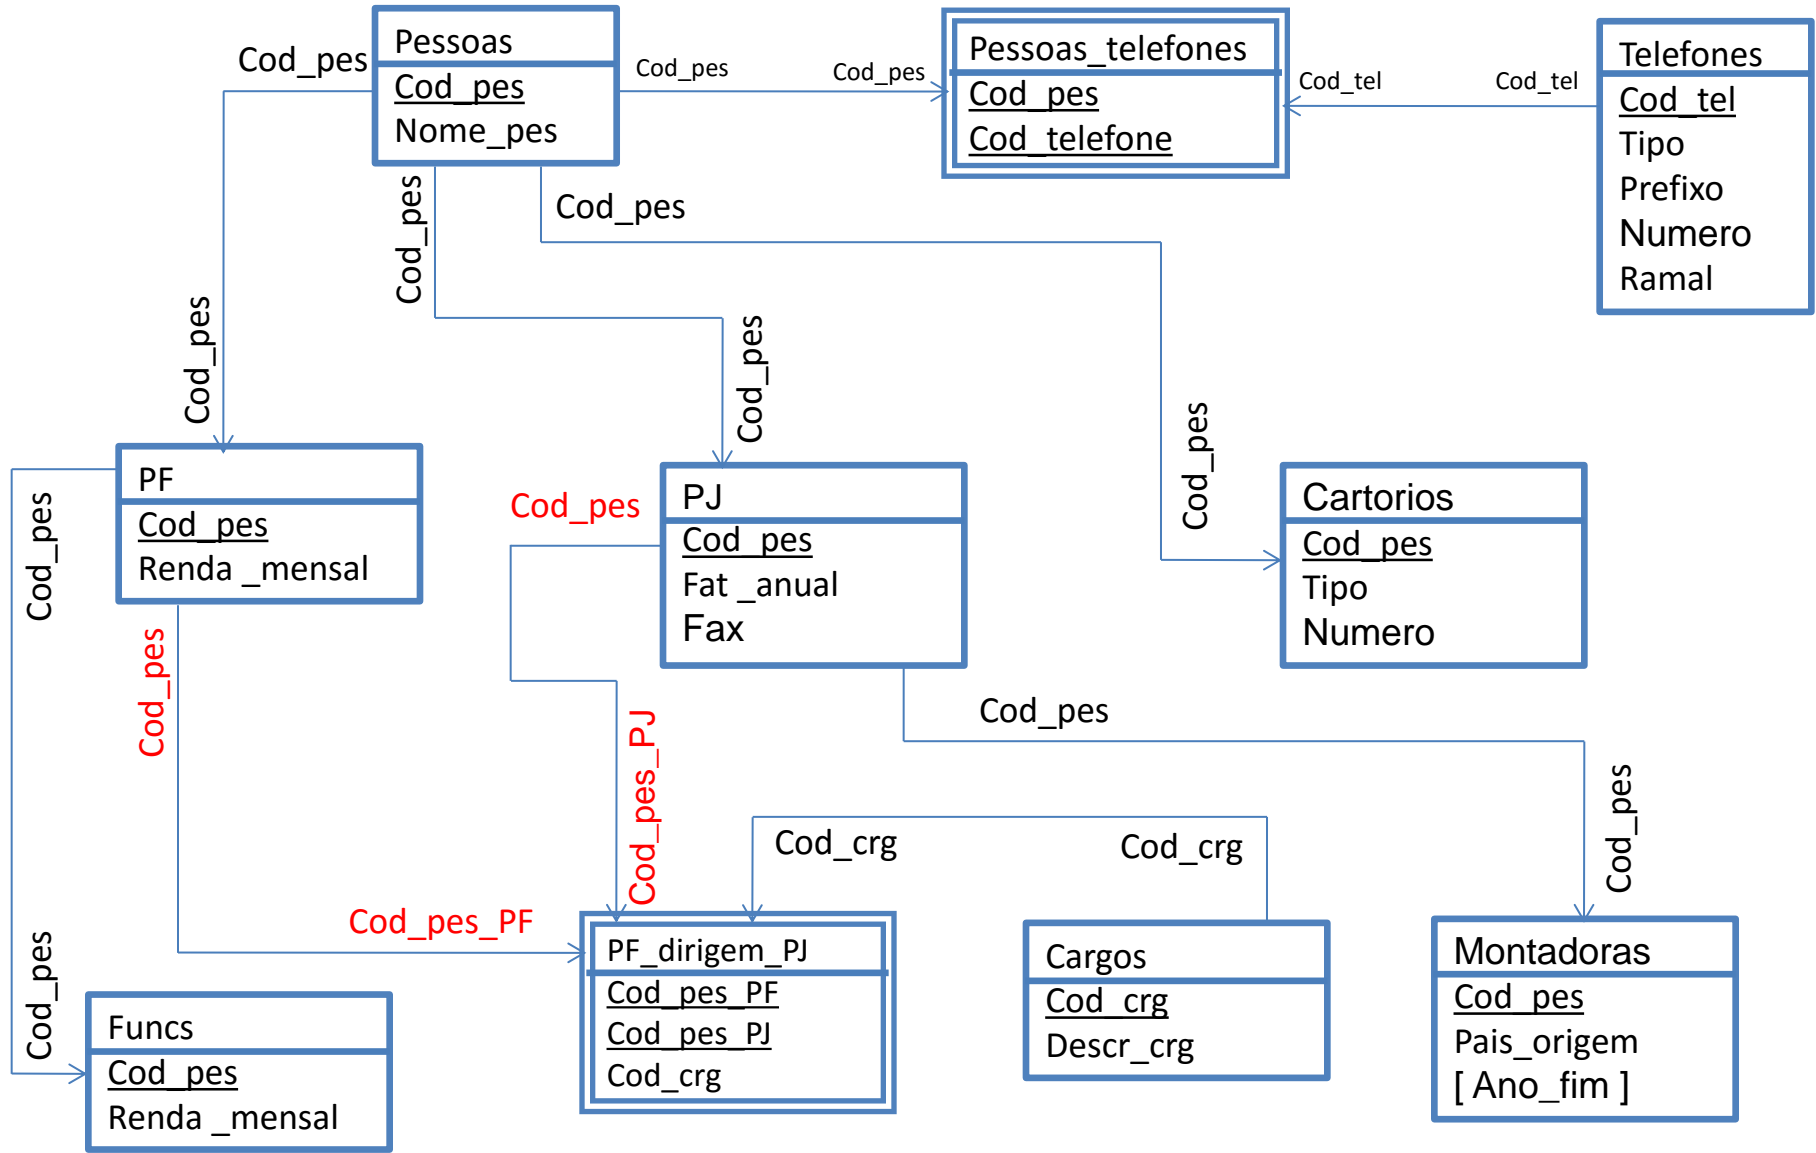 Pessoas
Cod_pes
Nome_pes
Cod_pes
Cod_pes
Cod_pes
Pessoas_telefones
Cod_pes
Cod_telefone
Cod_tel
Cod_tel
Telefones
Cod_tel
Tipo
Prefixo
Numero
Ramal
Cod_pes
Cod_pes
Cod_pes
Cod_pes
Cod_pes
PF
Cod_pes
Renda _mensal
Cod_pes
Cod_pes
PJ
Cod_pes
Fat _anual
Fax
Cartorios
Cod_pes
Tipo
Numero
Cod_pes
Cod_pes_PJ
Cod_pes
Cod_pes
Cod_crg
Cod_crg
Cod_pes_PF
Cod_pes
PF_dirigem_PJ
Cod_pes_PF
Cod_pes_PJ
Cod_crg
Cargos
Cod_crg
Descr_crg
Montadoras
Cod_pes
Pais_origem
[ Ano_fim ]
Funcs
Cod_pes
Renda _mensal